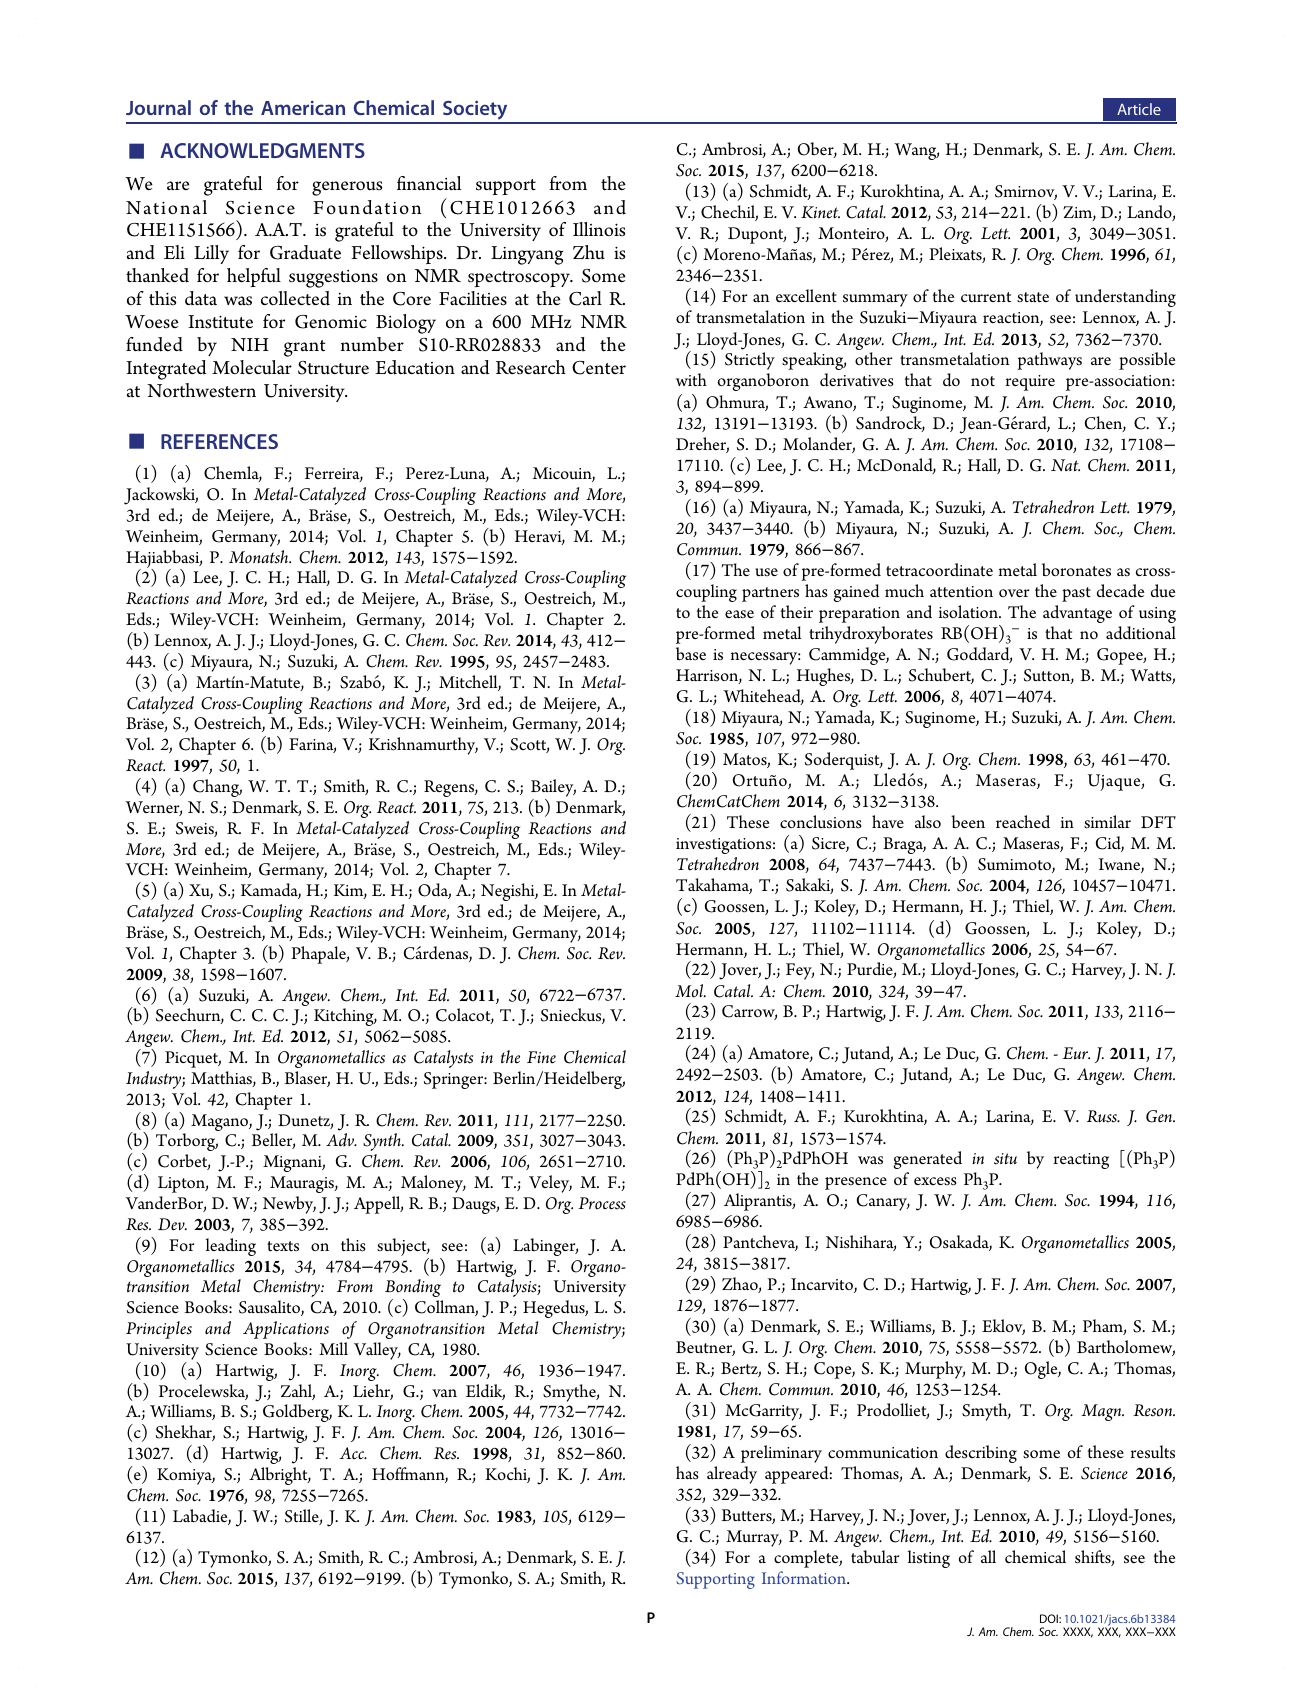 Journal of the American Chemical Society
Article
■ ACKNOWLEDGMENTS
We are grateful for generous financial support from the
National Science Foundation (CHE1012663 and
CHE1151566). A.A.T. is grateful to the University of Illinois
and Eli Lilly for Graduate Fellowships. Dr. Lingyang Zhu is
thanked for helpful suggestions on NMR spectroscopy. Some
of this data was collected in the Core Facilities at the Carl R.
Woese Institute for Genomic Biology on a 600 MHz NMR
funded by NIH grant number S10-RR028833 and the
Integrated Molecular Structure Education and Research Center
at Northwestern University.
■ REFERENCES
(1) (a) Chemla, F.; Ferreira, F.; Perez-Luna, A.; Micouin, L.;
Jackowski, O. In Metal-Catalyzed Cross-Coupling Reactions and More,
3rd ed.; de Meijere, A., Bräse, S., Oestreich, M., Eds.; Wiley-VCH:
Weinheim, Germany, 2014; Vol. 1, Chapter 5. (b) Heravi, M. M.;
Hajiabbasi, P. Monatsh. Chem. 2012, 143, 1575−1592.
(2) (a) Lee, J. C. H.; Hall, D. G. In Metal-Catalyzed Cross-Coupling
Reactions and More, 3rd ed.; de Meijere, A., Bräse, S., Oestreich, M.,
Eds.; Wiley-VCH: Weinheim, Germany, 2014; Vol. 1. Chapter 2.
(b) Lennox, A. J. J.; Lloyd-Jones, G. C. Chem. Soc. Rev. 2014, 43, 412−
443. (c) Miyaura, N.; Suzuki, A. Chem. Rev. 1995, 95, 2457−2483.
(3) (a) Martín-Matute, B.; Szabó, K. J.; Mitchell, T. N. In Metal-
Catalyzed Cross-Coupling Reactions and More, 3rd ed.; de Meijere, A.,
Bräse, S., Oestreich, M., Eds.; Wiley-VCH: Weinheim, Germany, 2014;
Vol. 2, Chapter 6. (b) Farina, V.; Krishnamurthy, V.; Scott, W. J. Org.
React. 1997, 50, 1.
(4) (a) Chang, W. T. T.; Smith, R. C.; Regens, C. S.; Bailey, A. D.;
Werner, N. S.; Denmark, S. E. Org. React. 2011, 75, 213. (b) Denmark,
S. E.; Sweis, R. F. In Metal-Catalyzed Cross-Coupling Reactions and
More, 3rd ed.; de Meijere, A., Bräse, S., Oestreich, M., Eds.; Wiley-
VCH: Weinheim, Germany, 2014; Vol. 2, Chapter 7.
(5) (a) Xu, S.; Kamada, H.; Kim, E. H.; Oda, A.; Negishi, E. In Metal-
Catalyzed Cross-Coupling Reactions and More, 3rd ed.; de Meijere, A.,
Bräse, S., Oestreich, M., Eds.; Wiley-VCH: Weinheim, Germany, 2014;
Vol. 1, Chapter 3. (b) Phapale, V. B.; Cárdenas, D. J. Chem. Soc. Rev.
2009, 38, 1598−1607.
(6) (a) Suzuki, A. Angew. Chem., Int. Ed. 2011, 50, 6722−6737.
(b) Seechurn, C. C. C. J.; Kitching, M. O.; Colacot, T. J.; Snieckus, V.
Angew. Chem., Int. Ed. 2012, 51, 5062−5085.
(7) Picquet, M. In Organometallics as Catalysts in the Fine Chemical
Industry; Matthias, B., Blaser, H. U., Eds.; Springer: Berlin/Heidelberg,
2013; Vol. 42, Chapter 1.
(8) (a) Magano, J.; Dunetz, J. R. Chem. Rev. 2011, 111, 2177−2250.
(b) Torborg, C.; Beller, M. Adv. Synth. Catal. 2009, 351, 3027−3043.
(c) Corbet, J.-P.; Mignani, G. Chem. Rev. 2006, 106, 2651−2710.
(d) Lipton, M. F.; Mauragis, M. A.; Maloney, M. T.; Veley, M. F.;
VanderBor, D. W.; Newby, J. J.; Appell, R. B.; Daugs, E. D. Org. Process
Res. Dev. 2003, 7, 385−392.
(9) For leading texts on this subject, see: (a) Labinger, J. A.
Organometallics 2015, 34, 4784−4795. (b) Hartwig, J. F. Organo-
transition Metal Chemistry: From Bonding to Catalysis; University
Science Books: Sausalito, CA, 2010. (c) Collman, J. P.; Hegedus, L. S.
Principles and Applications of Organotransition Metal Chemistry;
University Science Books: Mill Valley, CA, 1980.
(10) (a) Hartwig, J. F. Inorg. Chem. 2007, 46, 1936−1947.
(b) Procelewska, J.; Zahl, A.; Liehr, G.; van Eldik, R.; Smythe, N.
A.; Williams, B. S.; Goldberg, K. L. Inorg. Chem. 2005, 44, 7732−7742.
(c) Shekhar, S.; Hartwig, J. F. J. Am. Chem. Soc. 2004, 126, 13016−
13027. (d) Hartwig, J. F. Acc. Chem. Res. 1998, 31, 852−860.
(e) Komiya, S.; Albright, T. A.; Hoffmann, R.; Kochi, J. K. J. Am.
Chem. Soc. 1976, 98, 7255−7265.
(11) Labadie, J. W.; Stille, J. K. J. Am. Chem. Soc. 1983, 105, 6129−
6137.
(12) (a) Tymonko, S. A.; Smith, R. C.; Ambrosi, A.; Denmark, S. E. J.
Am. Chem. Soc. 2015, 137, 6192−9199. (b) Tymonko, S. A.; Smith, R.
C.; Ambrosi, A.; Ober, M. H.; Wang, H.; Denmark, S. E. J. Am. Chem.
Soc. 2015, 137, 6200−6218.
(13) (a) Schmidt, A. F.; Kurokhtina, A. A.; Smirnov, V. V.; Larina, E.
V.; Chechil, E. V. Kinet. Catal. 2012, 53, 214−221. (b) Zim, D.; Lando,
V. R.; Dupont, J.; Monteiro, A. L. Org. Lett. 2001, 3, 3049−3051.
(c) Moreno-Mañas, M.; Pérez, M.; Pleixats, R. J. Org. Chem. 1996, 61,
2346−2351.
(14) For an excellent summary of the current state of understanding
of transmetalation in the Suzuki−Miyaura reaction, see: Lennox, A. J.
J.; Lloyd-Jones, G. C. Angew. Chem., Int. Ed. 2013, 52, 7362−7370.
(15) Strictly speaking, other transmetalation pathways are possible
with organoboron derivatives that do not require pre-association:
(a) Ohmura, T.; Awano, T.; Suginome, M. J. Am. Chem. Soc. 2010,
132, 13191−13193. (b) Sandrock, D.; Jean-Gérard, L.; Chen, C. Y.;
Dreher, S. D.; Molander, G. A. J. Am. Chem. Soc. 2010, 132, 17108−
17110. (c) Lee, J. C. H.; McDonald, R.; Hall, D. G. Nat. Chem. 2011,
3, 894−899.
(16) (a) Miyaura, N.; Yamada, K.; Suzuki, A. Tetrahedron Lett. 1979,
20, 3437−3440. (b) Miyaura, N.; Suzuki, A. J. Chem. Soc., Chem.
Commun. 1979, 866−867.
(17) The use of pre-formed tetracoordinate metal boronates as cross-
coupling partners has gained much attention over the past decade due
to the ease of their preparation and isolation. The advantage of using
pre-formed metal trihydroxyborates RB(OH)₃⁻ is that no additional
base is necessary: Cammidge, A. N.; Goddard, V. H. M.; Gopee, H.;
Harrison, N. L.; Hughes, D. L.; Schubert, C. J.; Sutton, B. M.; Watts,
G. L.; Whitehead, A. Org. Lett. 2006, 8, 4071−4074.
(18) Miyaura, N.; Yamada, K.; Suginome, H.; Suzuki, A. J. Am. Chem.
Soc. 1985, 107, 972−980.
(19) Matos, K.; Soderquist, J. A. J. Org. Chem. 1998, 63, 461−470.
(20) Ortuño, M. A.; Lledós, A.; Maseras, F.; Ujaque, G.
ChemCatChem 2014, 6, 3132−3138.
(21) These conclusions have also been reached in similar DFT
investigations: (a) Sicre, C.; Braga, A. A. C.; Maseras, F.; Cid, M. M.
Tetrahedron 2008, 64, 7437−7443. (b) Sumimoto, M.; Iwane, N.;
Takahama, T.; Sakaki, S. J. Am. Chem. Soc. 2004, 126, 10457−10471.
(c) Goossen, L. J.; Koley, D.; Hermann, H. J.; Thiel, W. J. Am. Chem.
Soc. 2005, 127, 11102−11114. (d) Goossen, L. J.; Koley, D.;
Hermann, H. L.; Thiel, W. Organometallics 2006, 25, 54−67.
(22) Jover, J.; Fey, N.; Purdie, M.; Lloyd-Jones, G. C.; Harvey, J. N. J.
Mol. Catal. A: Chem. 2010, 324, 39−47.
(23) Carrow, B. P.; Hartwig, J. F. J. Am. Chem. Soc. 2011, 133, 2116−
2119.
(24) (a) Amatore, C.; Jutand, A.; Le Duc, G. Chem. - Eur. J. 2011, 17,
2492−2503. (b) Amatore, C.; Jutand, A.; Le Duc, G. Angew. Chem.
2012, 124, 1408−1411.
(25) Schmidt, A. F.; Kurokhtina, A. A.; Larina, E. V. Russ. J. Gen.
Chem. 2011, 81, 1573−1574.
(26) (Ph₃P)₂PdPhOH was generated in situ by reacting [(Ph₃P)
PdPh(OH)]₂ in the presence of excess Ph₃P.
(27) Aliprantis, A. O.; Canary, J. W. J. Am. Chem. Soc. 1994, 116,
6985−6986.
(28) Pantcheva, I.; Nishihara, Y.; Osakada, K. Organometallics 2005,
24, 3815−3817.
(29) Zhao, P.; Incarvito, C. D.; Hartwig, J. F. J. Am. Chem. Soc. 2007,
129, 1876−1877.
(30) (a) Denmark, S. E.; Williams, B. J.; Eklov, B. M.; Pham, S. M.;
Beutner, G. L. J. Org. Chem. 2010, 75, 5558−5572. (b) Bartholomew,
E. R.; Bertz, S. H.; Cope, S. K.; Murphy, M. D.; Ogle, C. A.; Thomas,
A. A. Chem. Commun. 2010, 46, 1253−1254.
(31) McGarrity, J. F.; Prodolliet, J.; Smyth, T. Org. Magn. Reson.
1981, 17, 59−65.
(32) A preliminary communication describing some of these results
has already appeared: Thomas, A. A.; Denmark, S. E. Science 2016,
352, 329−332.
(33) Butters, M.; Harvey, J. N.; Jover, J.; Lennox, A. J. J.; Lloyd-Jones,
G. C.; Murray, P. M. Angew. Chem., Int. Ed. 2010, 49, 5156−5160.
(34) For a complete, tabular listing of all chemical shifts, see the
Supporting Information.
P
DOI: 10.1021/jacs.6b13384
J. Am. Chem. Soc. XXXX, XXX, XXX−XXX